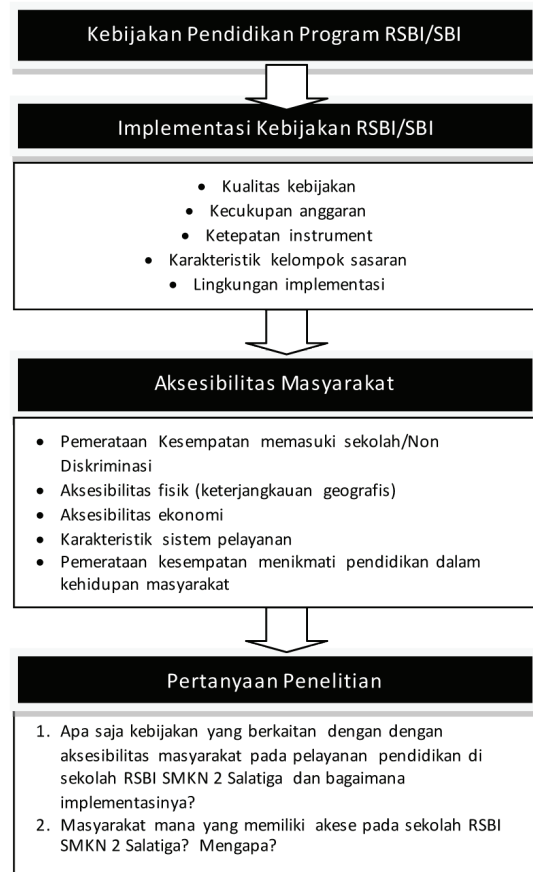 Kebijakan Pendidikan Program RSBI/SBI
Implementasi Kebijakan RSBI/SBI
• Kualitas kebijakan
• Kecukupan anggaran
• Ketepatan instrument
• Karakteristik kelompok sasaran
• Lingkungan implementasi
Aksesibilitas Masyarakat
• Pemerataan Kesempatan memasuki sekolah/Non
Diskriminasi
• Aksesibilitas fisik (keterjangkauan geografis)
• Aksesibilitas ekonomi
• Karakteristik sistem pelayanan
• Pemerataan kesempatan menikmati pendidikan dalam
kehidupan masyarakat
Pertanyaan Penelitian
1. Apa saja kebijakan yang berkaitan dengan dengan
aksesibilitas masyarakat pada pelayanan pendidikan di
sekolah RSBI SMKN 2 Salatiga dan bagaimana
implementasinya?
2. Masyarakat mana yang memiliki akese pada sekolah RSBI
SMKN 2 Salatiga? Mengapa?